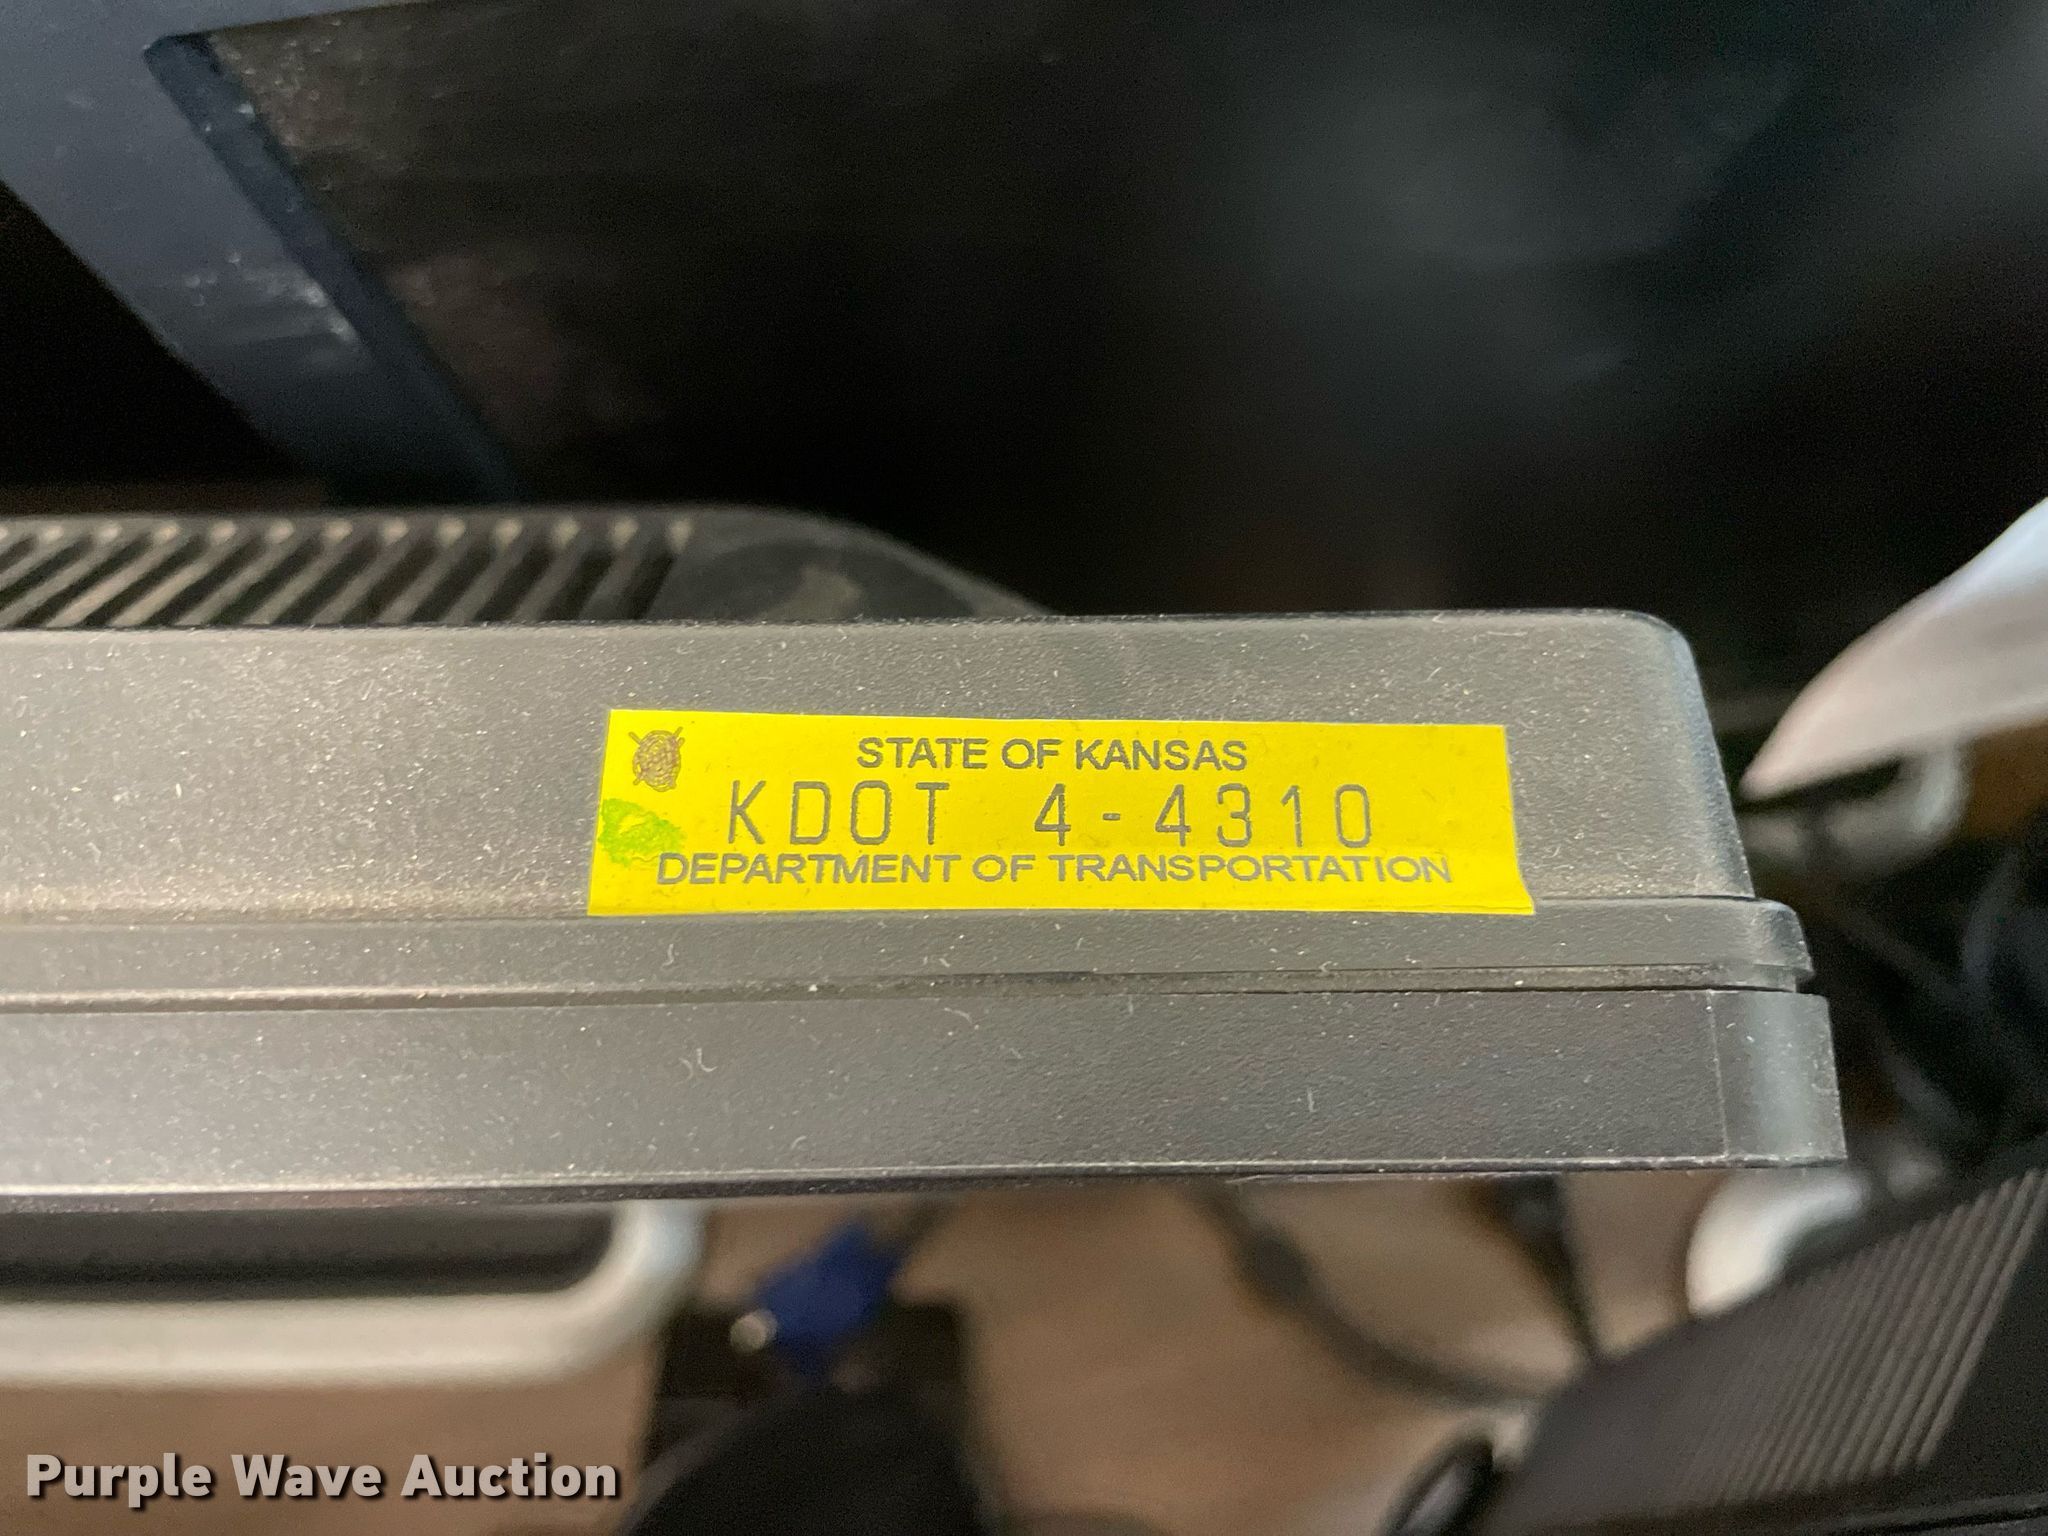 STATE OF KANSAS
KDOT 4-4310
DEPARTMENT OF TRANSPORTATION
Purple Wave Auction